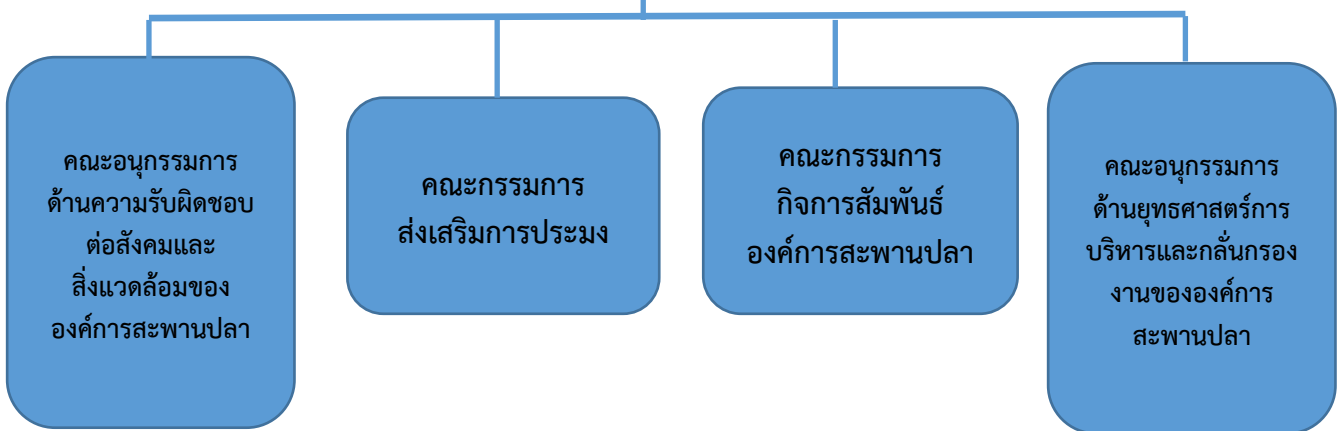 คณะอนุกรรมการ
ด้านความรับผิดชอบ
ต่อสังคมและ
สิ่งแวดล้อมของ
องค์การสะพานปลา
คณะกรรมการ
ส่งเสริมการประมง
คณะกรรมการ
กิจการสัมพันธ์
องค์การสะพานปลา
คณะอนุกรรมการ
ด้านยุทธศาสตร์การ
บริหารและกลั่นกรอง
งานขององค์การ
สะพานปลา